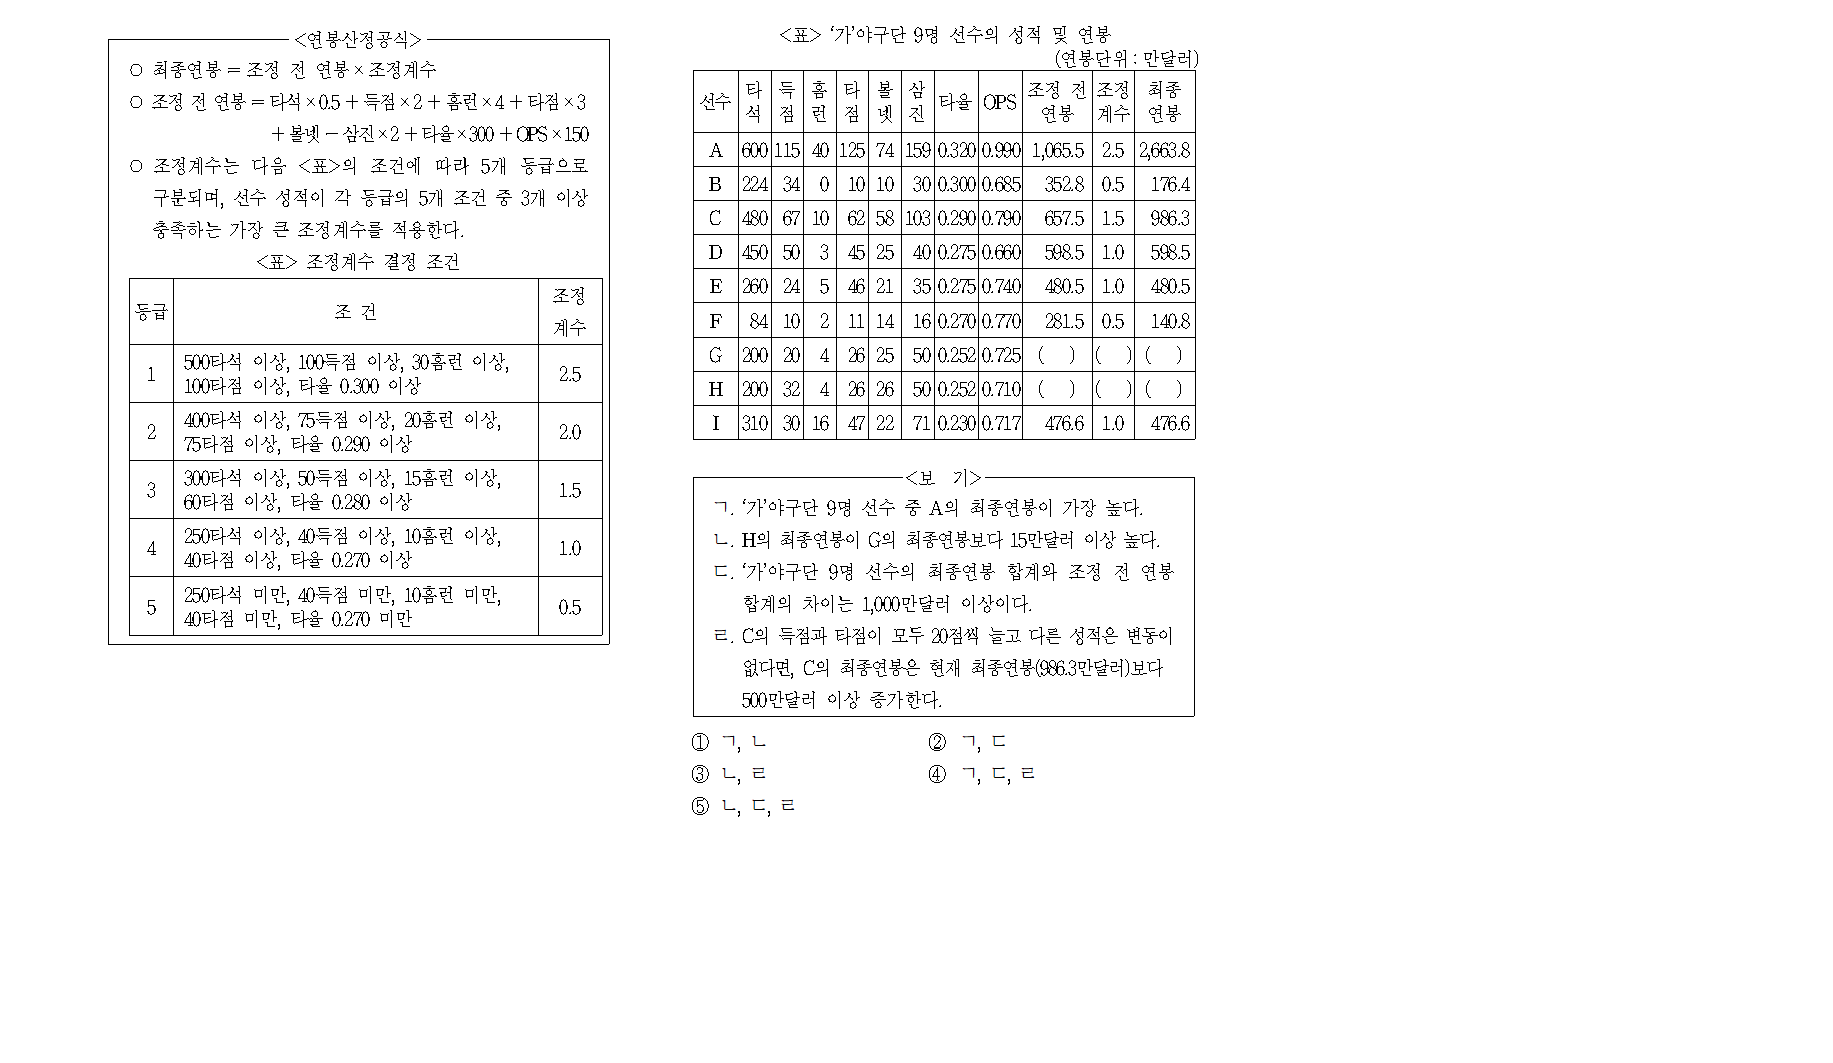 <연봉산정공식>
○ 최종연봉 = 조정 전 연봉 × 조정계수
○ 조정 전 연봉 = 타석×0.5 + 득점×2 + 홈런×4 + 타점×3
+ 볼넷 - 삼진×2 + 타율×300 + OPS×150
○ 조정계수는 다음 <표>의 조건에 따라 5개 등급으로
구분되며, 선수 성적이 각 등급의 5개 조건 중 3개 이상
충족하는 가장 큰 조정계수를 적용한다.
<표> 조정계수 결정 조건
등급 조 건 조정
계수
1 500타석 이상, 100득점 이상, 30홈런 이상,
100타점 이상, 타율 0.300 이상 2.5
2 400타석 이상, 75득점 이상, 20홈런 이상,
75타점 이상, 타율 0.290 이상 2.0
3 300타석 이상, 50득점 이상, 15홈런 이상,
60타점 이상, 타율 0.280 이상 1.5
4 250타석 이상, 40득점 이상, 10홈런 이상,
40타점 이상, 타율 0.270 이상 1.0
5 250타석 미만, 40득점 미만, 10홈런 미만,
40타점 미만, 타율 0.270 미만 0.5
<표> ‘가’야구단 9명 선수의 성적 및 연봉
(연봉단위 : 만달러)
선수 타석 득점 홈런 타점 볼넷 삼진 타율 OPS 조정 전 연봉 조정계수 최종연봉
A 600 115 40 125 74 159 0.320 0.990 1,065.5 2.5 2,663.8
B 224 34 0 10 10 30 0.300 0.685 352.8 0.5 176.4
C 480 67 10 62 58 103 0.290 0.790 657.5 1.5 986.3
D 450 50 3 45 25 40 0.275 0.660 598.5 1.0 598.5
E 260 24 5 46 21 35 0.275 0.740 480.5 1.0 480.5
F 84 10 2 11 14 16 0.270 0.770 281.5 0.5 140.8
G 200 20 4 26 25 50 0.252 0.725 ( ) ( ) ( )
H 200 32 4 26 26 50 0.252 0.710 ( ) ( ) ( )
I 310 30 16 47 22 71 0.230 0.717 476.6 1.0 476.6
<보 기>
ㄱ. ‘가’야구단 9명 선수 중 A의 최종연봉이 가장 높다.
ㄴ. H의 최종연봉이 G의 최종연봉보다 15만달러 이상 높다.
ㄷ. ‘가’야구단 9명 선수의 최종연봉 합계와 조정 전 연봉
합계의 차이는 1,000만달러 이상이다.
ㄹ. C의 득점과 타점이 모두 20점씩 늘고 다른 성적은 변동이
없다면, C의 최종연봉은 현재 최종연봉(986.3만달러)보다
500만달러 이상 증가한다.
① ㄱ, ㄴ ② ㄱ, ㄷ
③ ㄴ, ㄹ ④ ㄱ, ㄷ, ㄹ
⑤ ㄴ, ㄷ, ㄹ